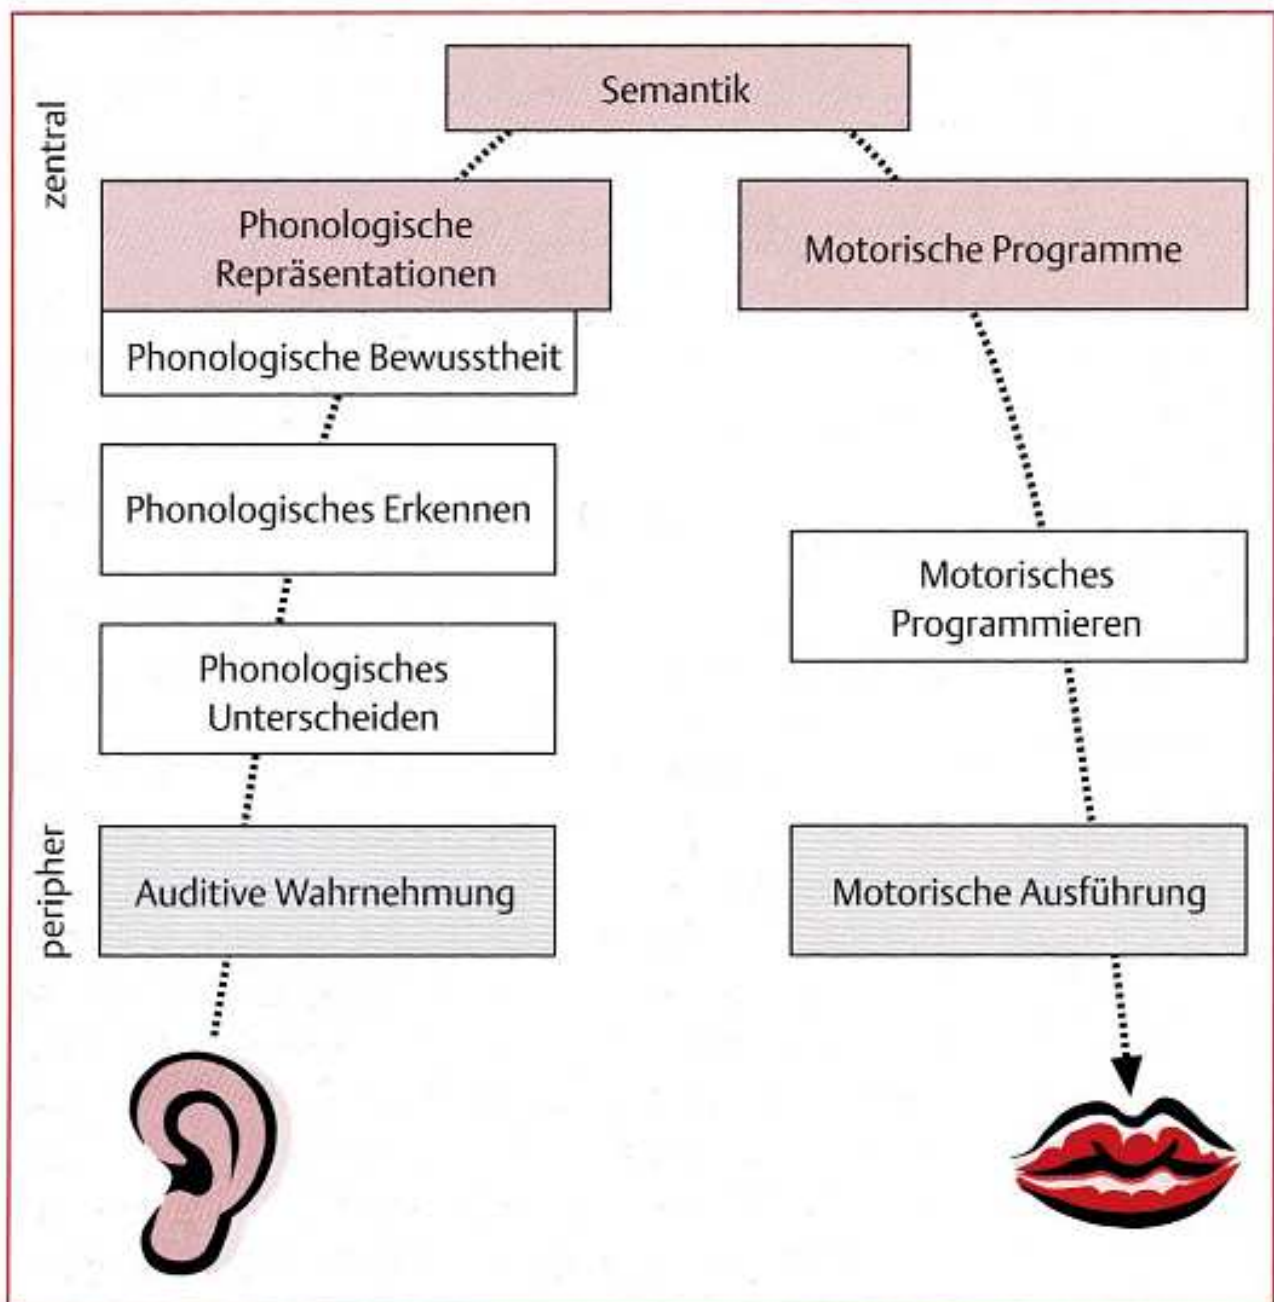 zentral
Semantik
Phonologische
Repräsentationen
Motorische Programme
Phonologische Bewusstheit
Phonologisches Erkennen
Motorisches
Programmieren
Phonologisches
Unterscheiden
peripher
Auditive Wahrnehmung
Motorische Ausführung